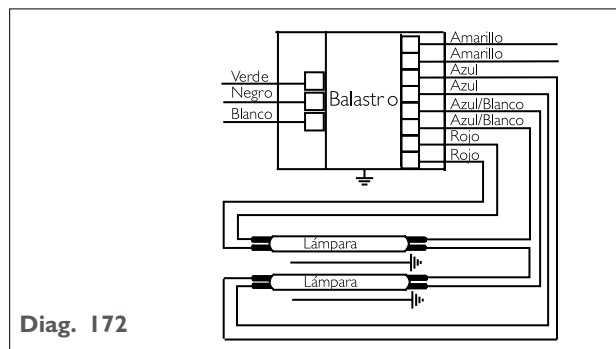 Amarillo
Amarillo
Azul
Azul
Azul/Blanco
Azul/Blanco
Rojo
Rojo
Verde
Negro
Blanco
Balastro
Lámpara
Lámpara
Diag. 172